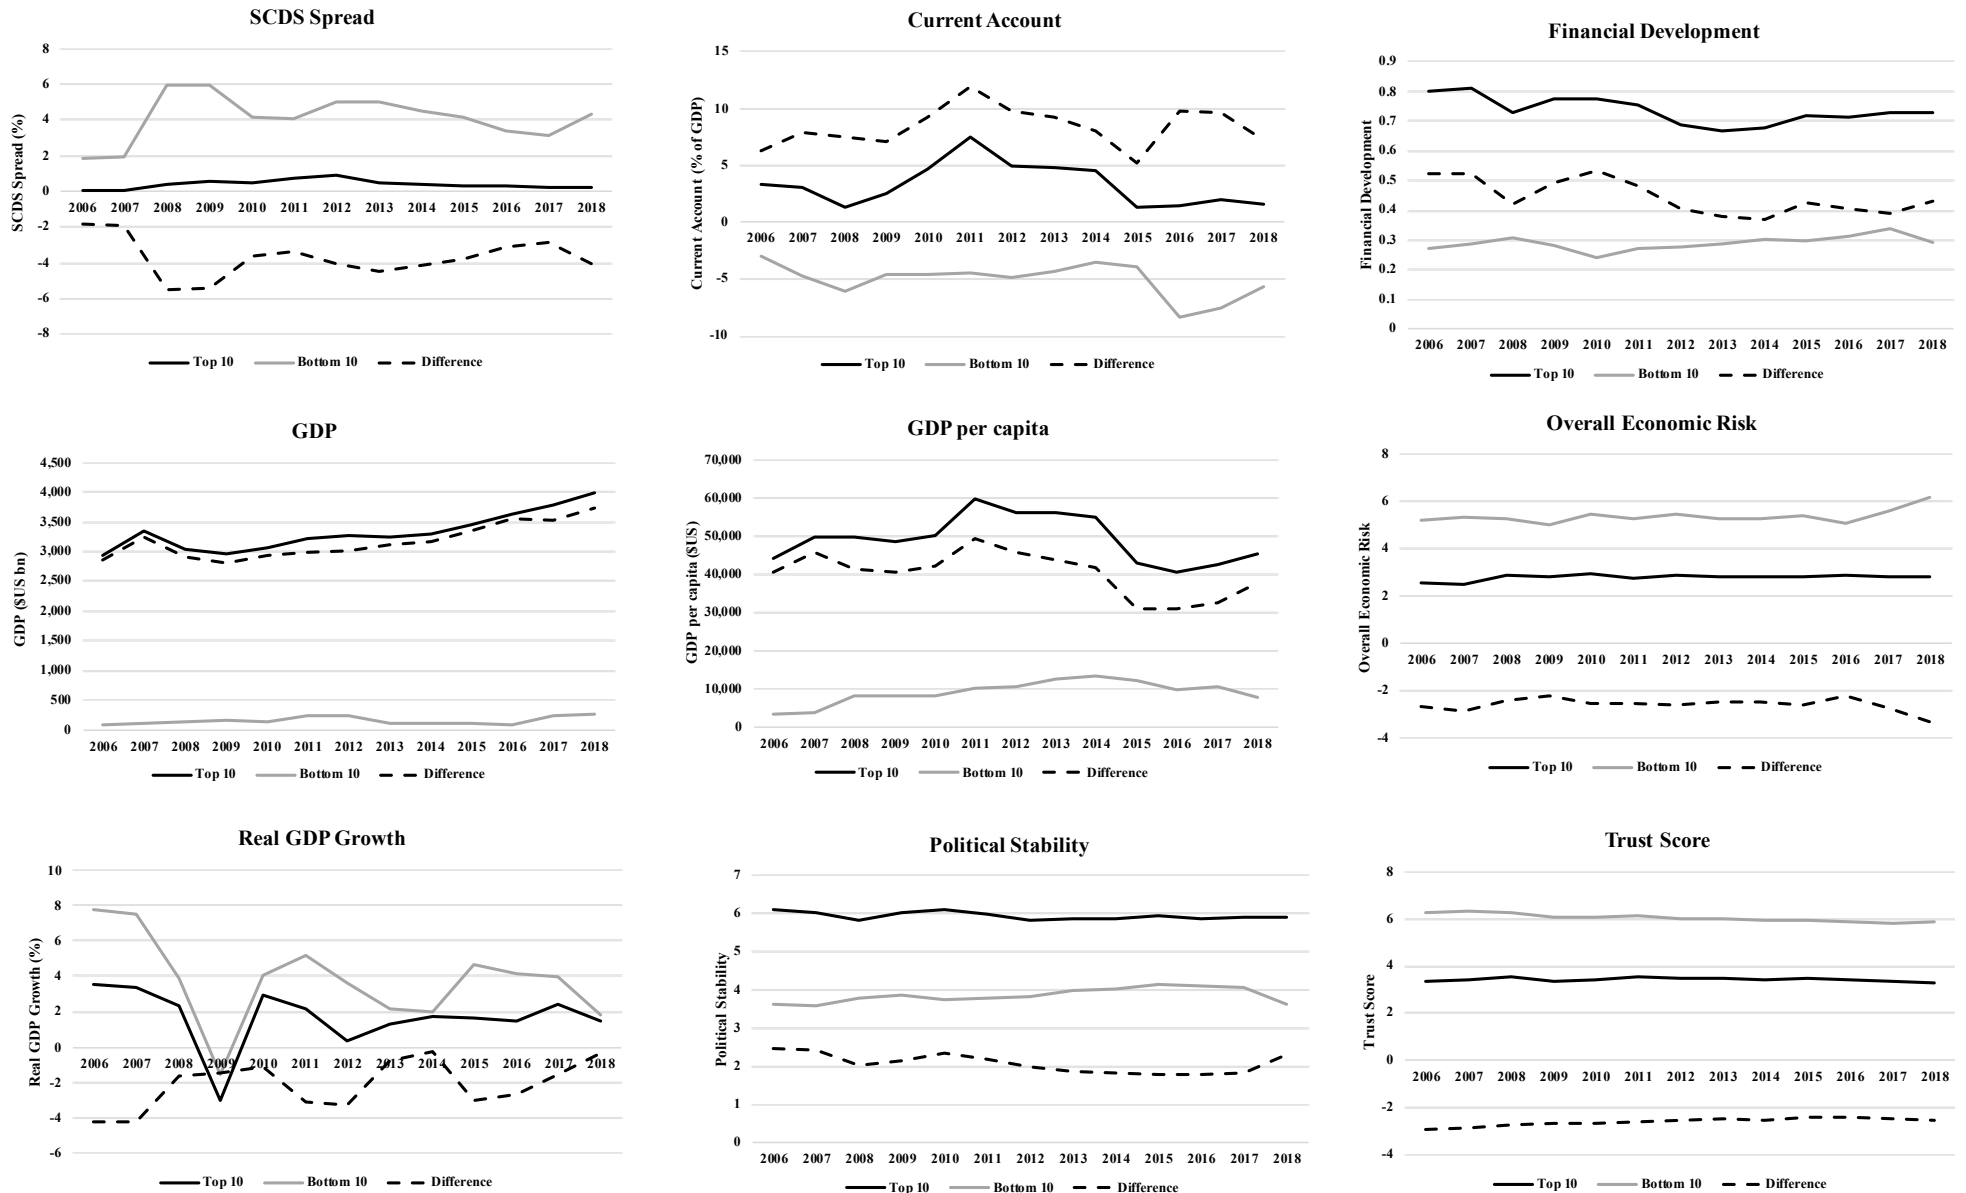 SCDS Spread
SCDS Spread (%)
8
6
4
2
0
-2
-4
-6
-8
2006 2007 2008 2009 2010 2011 2012 2013 2014 2015 2016 2017 2018
Top 10 Bottom 10 Difference
Current Account
Current Account (% of GDP)
15
10
5
0
-5
-10
2006 2007 2008 2009 2010 2011 2012 2013 2014 2015 2016 2017 2018
Top 10 Bottom 10 Difference
Financial Development
Financial Development
0.9
0.8
0.7
0.6
0.5
0.4
0.3
0.2
0.1
0
2006 2007 2008 2009 2010 2011 2012 2013 2014 2015 2016 2017 2018
Top 10 Bottom 10 Difference
GDP
GDP ($US bn)
4,500
4,000
3,500
3,000
2,500
2,000
1,500
1,000
500
0
2006 2007 2008 2009 2010 2011 2012 2013 2014 2015 2016 2017 2018
Top 10 Bottom 10 Difference
GDP per capita
GDP per capita ($US)
70,000
60,000
50,000
40,000
30,000
20,000
10,000
0
2006 2007 2008 2009 2010 2011 2012 2013 2014 2015 2016 2017 2018
Top 10 Bottom 10 Difference
Overall Economic Risk
Overall Economic Risk
8
6
4
2
0
-2
-4
2006 2007 2008 2009 2010 2011 2012 2013 2014 2015 2016 2017 2018
Top 10 Bottom 10 Difference
Real GDP Growth
Real GDP Growth (%)
10
8
6
4
2
0
-2
-4
-6
2006 2007 2008 2009 2010 2011 2012 2013 2014 2015 2016 2017 2018
Top 10 Bottom 10 Difference
Political Stability
Political Stability
7
6
5
4
3
2
1
0
2006 2007 2008 2009 2010 2011 2012 2013 2014 2015 2016 2017 2018
Top 10 Bottom 10 Difference
Trust Score
Trust Score
8
6
4
2
0
-2
-4
2006 2007 2008 2009 2010 2011 2012 2013 2014 2015 2016 2017 2018
Top 10 Bottom 10 Difference